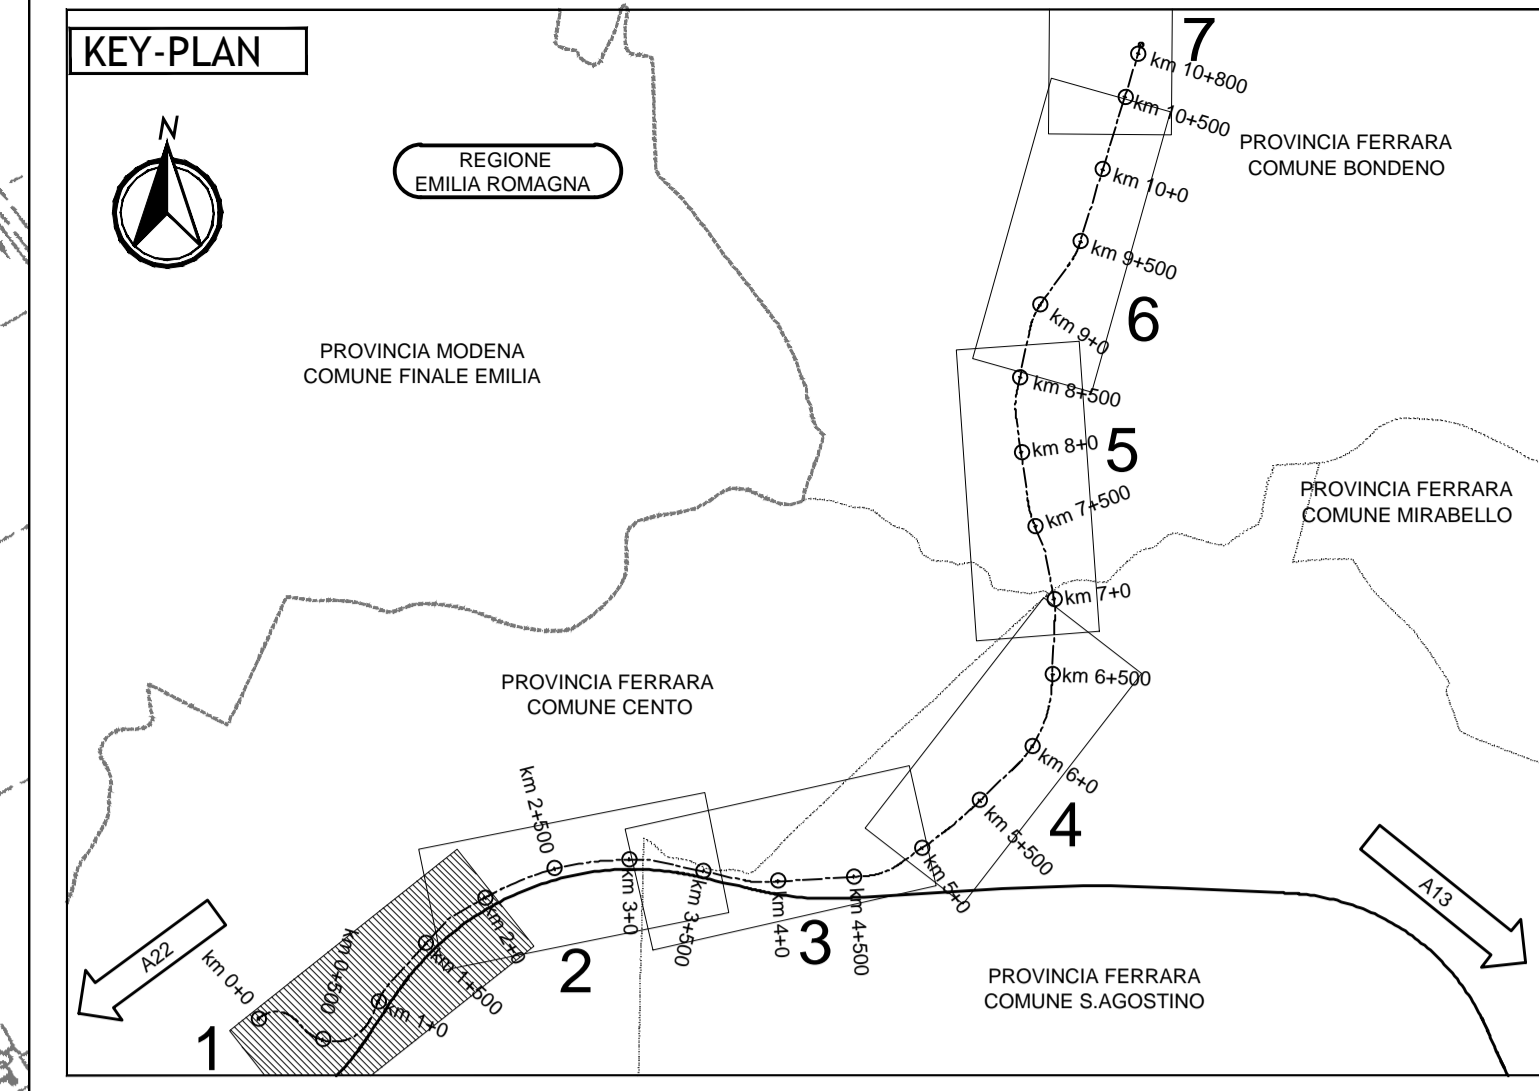 KEY-PLAN
N
REGIONE
EMILIA ROMAGNA
7
km 10+800
km 10+500
PROVINCIA FERRARA
COMUNE BONDENO
km 10+0
km 9+500
6
km 9+0
PROVINCIA MODENA
COMUNE FINALE EMILIA
km 8+500
5
km 8+0
km 7+500
PROVINCIA FERRARA
COMUNE MIRABELLO
km 7+0
km 6+500
PROVINCIA FERRARA
COMUNE CENTO
km 6+0
4
km 5+500
km 5+0
A13
km 2+500
km 3+0
km 3+500
km 4+0
3
km 4+500
km 2+0
2
A22
km 0+0
km 0+500
km 1+500
km 1+0
1
PROVINCIA FERRARA
COMUNE S.AGOSTINO